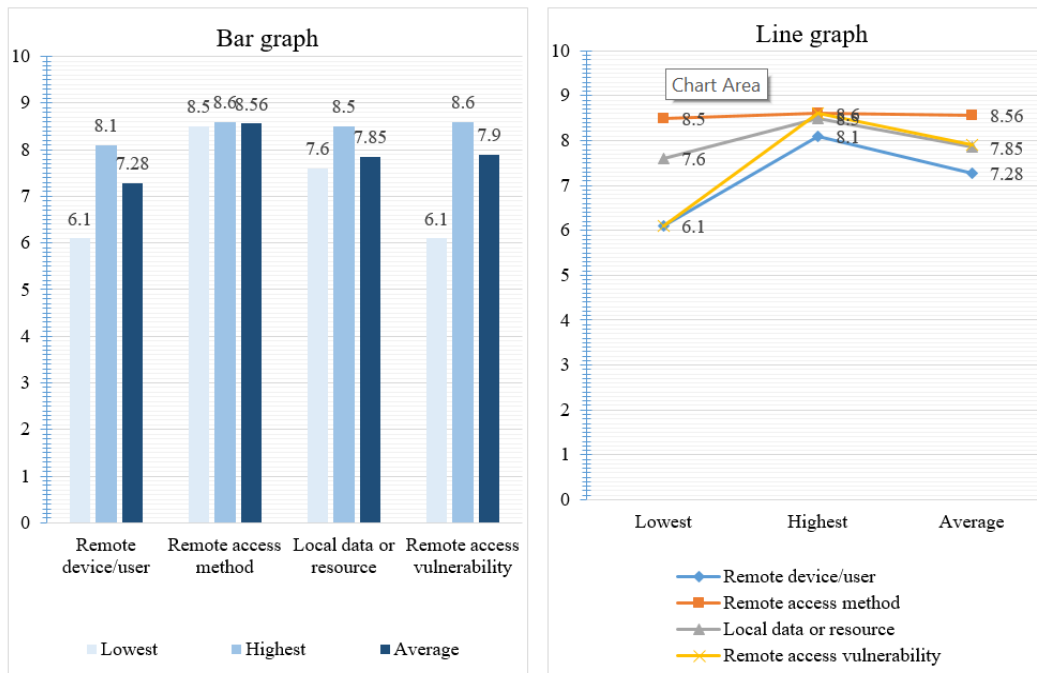 Bar graph
10
9
8
7
6
5
4
3
2
1
0
6.1
8.1
7.28
8.5
8.6
8.56
7.6
8.5
7.85
6.1
8.6
7.9
Remote
device/user
Remote access
method
Local data or
resource
Remote access
vulnerability
Lowest
Highest
Average
Line graph
10
9
8
7
6
5
4
3
2
1
0
Chart Area
8.5
7.6
6.1
8.6
8.1
8.56
7.85
7.28
Lowest
Highest
Average
Remote device/user
Remote access method
Local data or resource
Remote access vulnerability